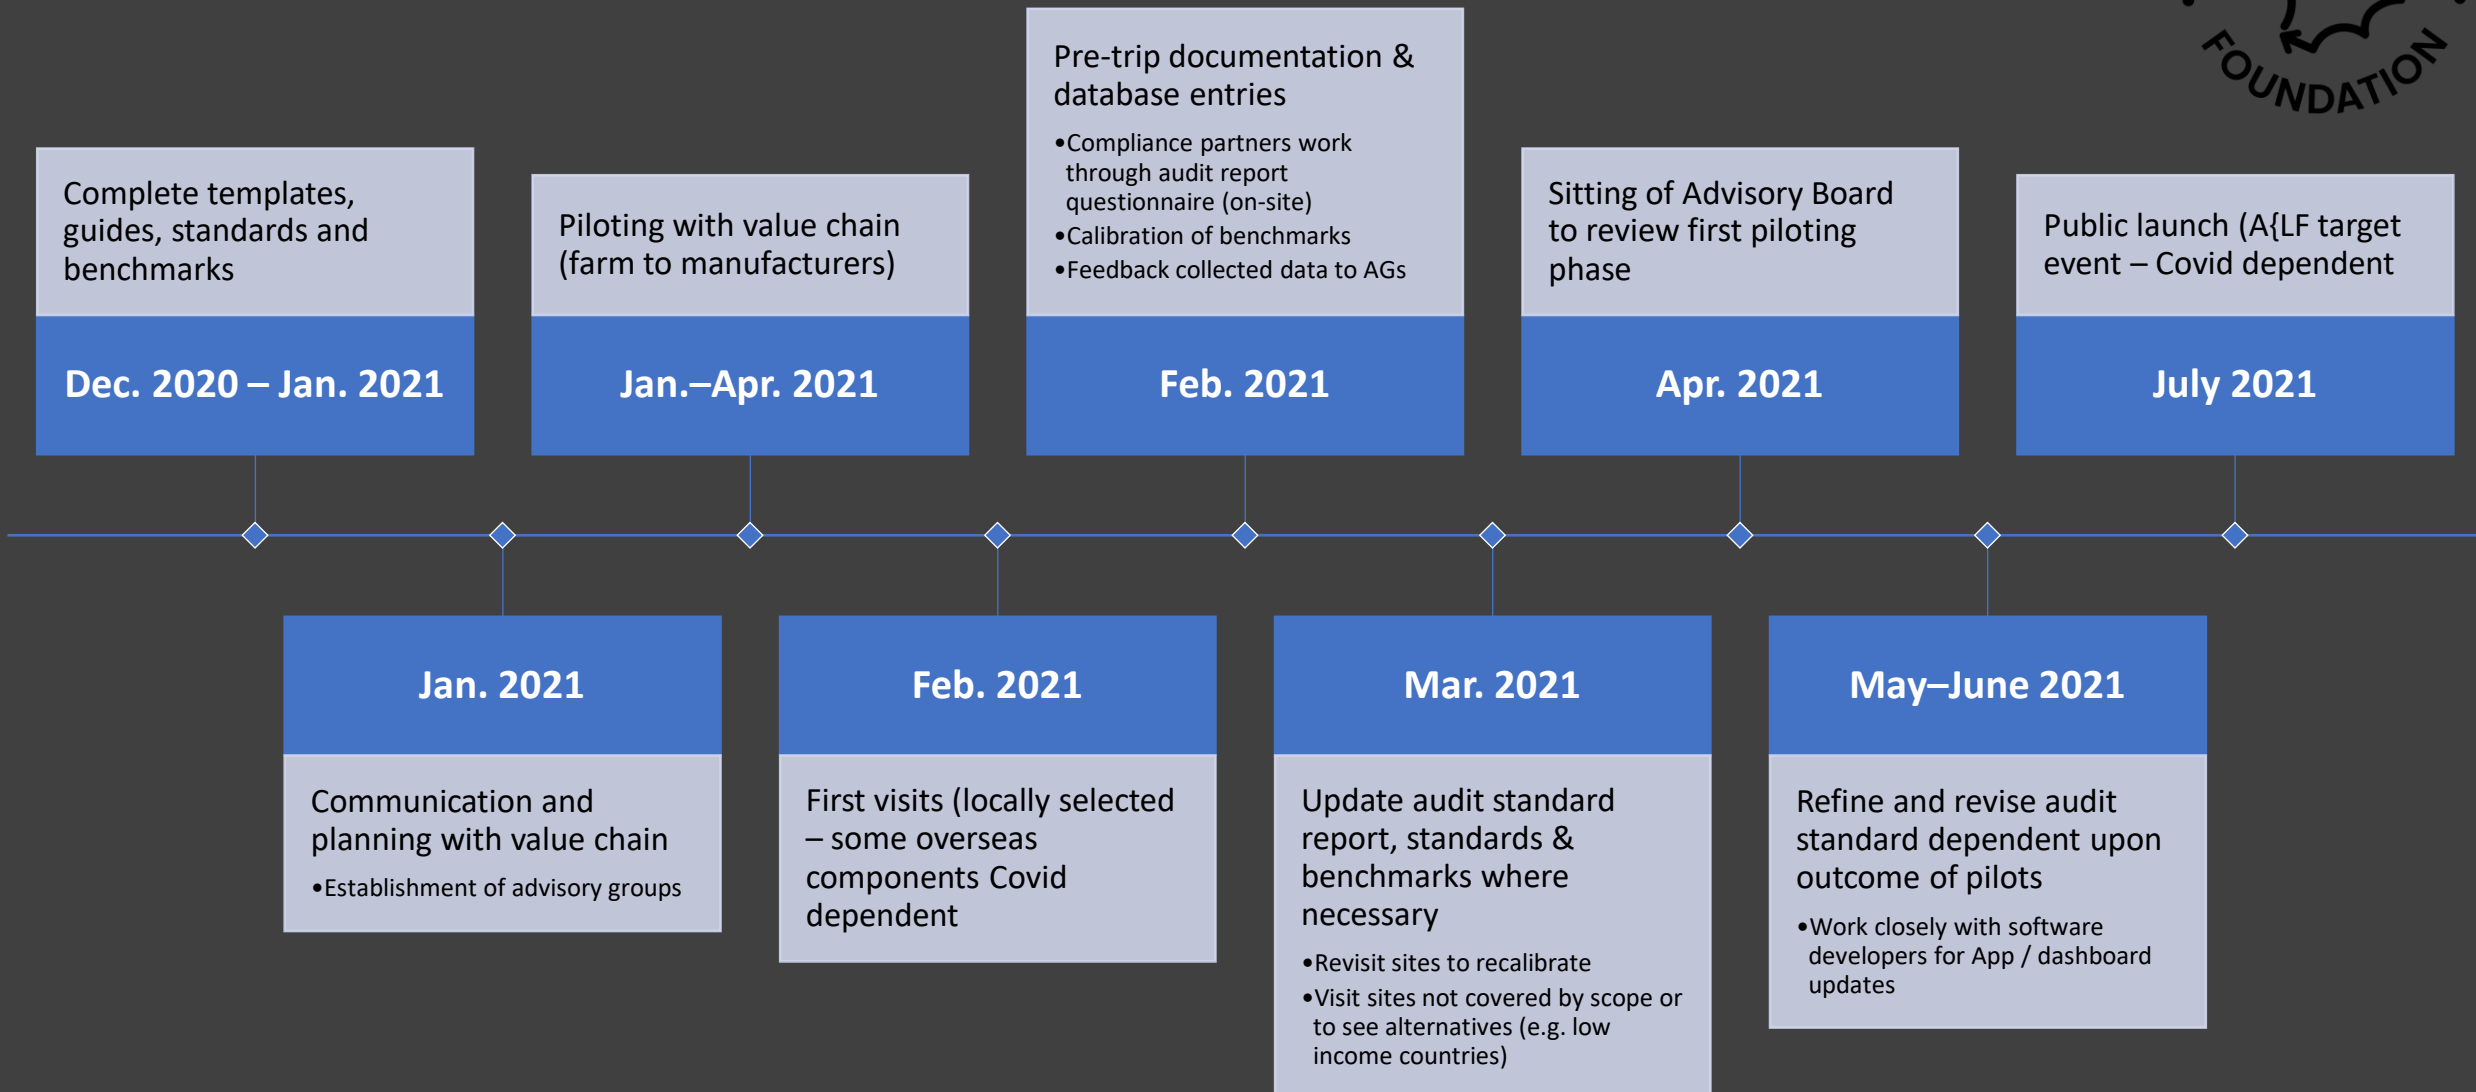 FOUNDATION
Complete templates,
guides, standards and
benchmarks
Dec. 2020 – Jan. 2021
Communication and
planning with value chain
•Establishment of advisory groups
Jan. 2021
Piloting with value chain
(farm to manufacturers)
Jan.–Apr. 2021
Feb. 2021
First visits (locally selected
– some overseas
components Covid
dependent
Pre-trip documentation &
database entries
•Compliance partners work
through audit report
questionnaire (on-site)
•Calibration of benchmarks
•Feedback collected data to AGs
Feb. 2021
Mar. 2021
Update audit standard
report, standards &
benchmarks where
necessary
•Revisit sites to recalibrate
•Visit sites not covered by scope or
to see alternatives (e.g. low
income countries)
Sitting of Advisory Board
to review first piloting
phase
Apr. 2021
May–June 2021
Refine and revise audit
standard dependent upon
outcome of pilots
•Work closely with software
developers for App / dashboard
updates
Public launch (A{LF target
event – Covid dependent
July 2021